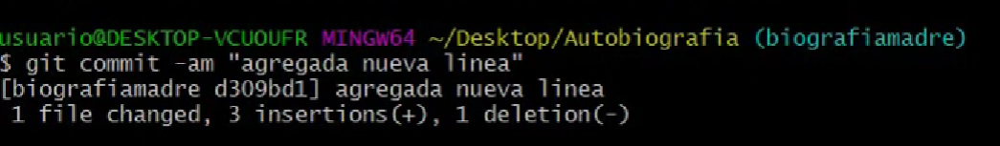 usuario@DESKTOP-VCUOUFR MINGW64 ~/Desktop/Autobiografia (biografiamadre)
$ git commit -am "agregada nueva linea"
[biografiamadre d309bd1] agregada nueva linea
 1 file changed, 3 insertions(+), 1 deletion(-)